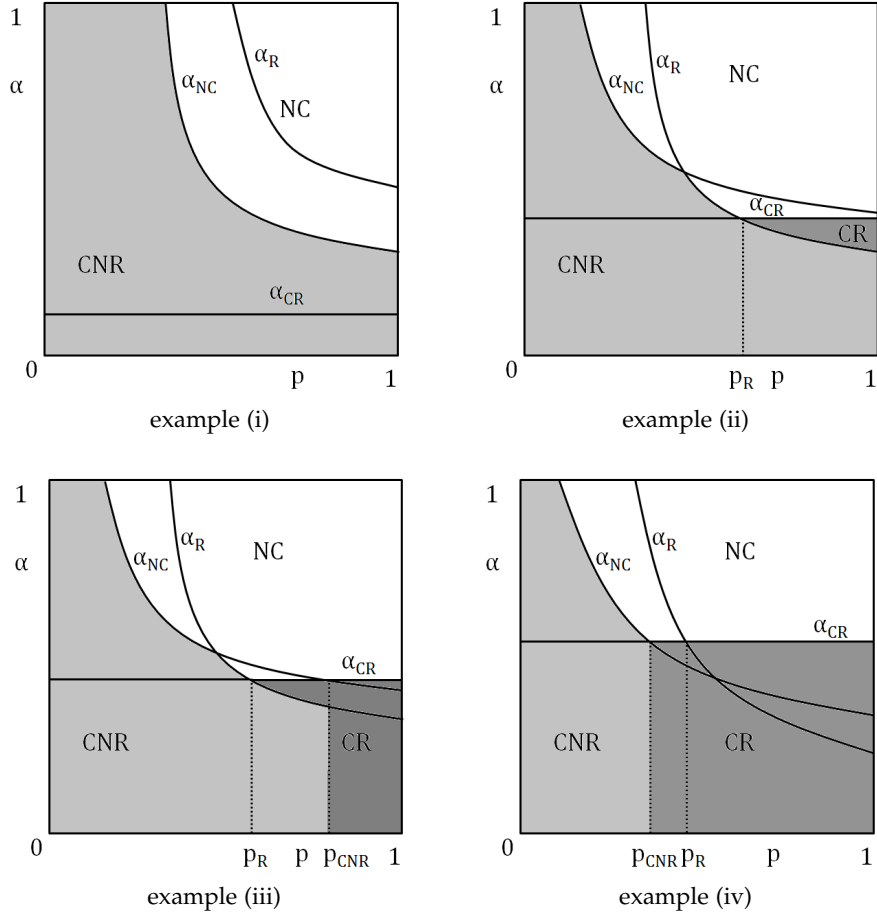 1
α
α_NC
α_R
NC
CNR
α_CR
0
p
1
example (i)
1
α
α_NC
α_R
NC
α_CR
CR
CNR
0
p_R
p
1
example (ii)
1
α
α_NC
α_R
NC
α_CR
CNR
CR
0
p_R
p
p_CNR
1
example (iii)
1
α
α_NC
α_R
NC
α_CR
CNR
CR
0
p_CNR
p_R
p
1
example (iv)